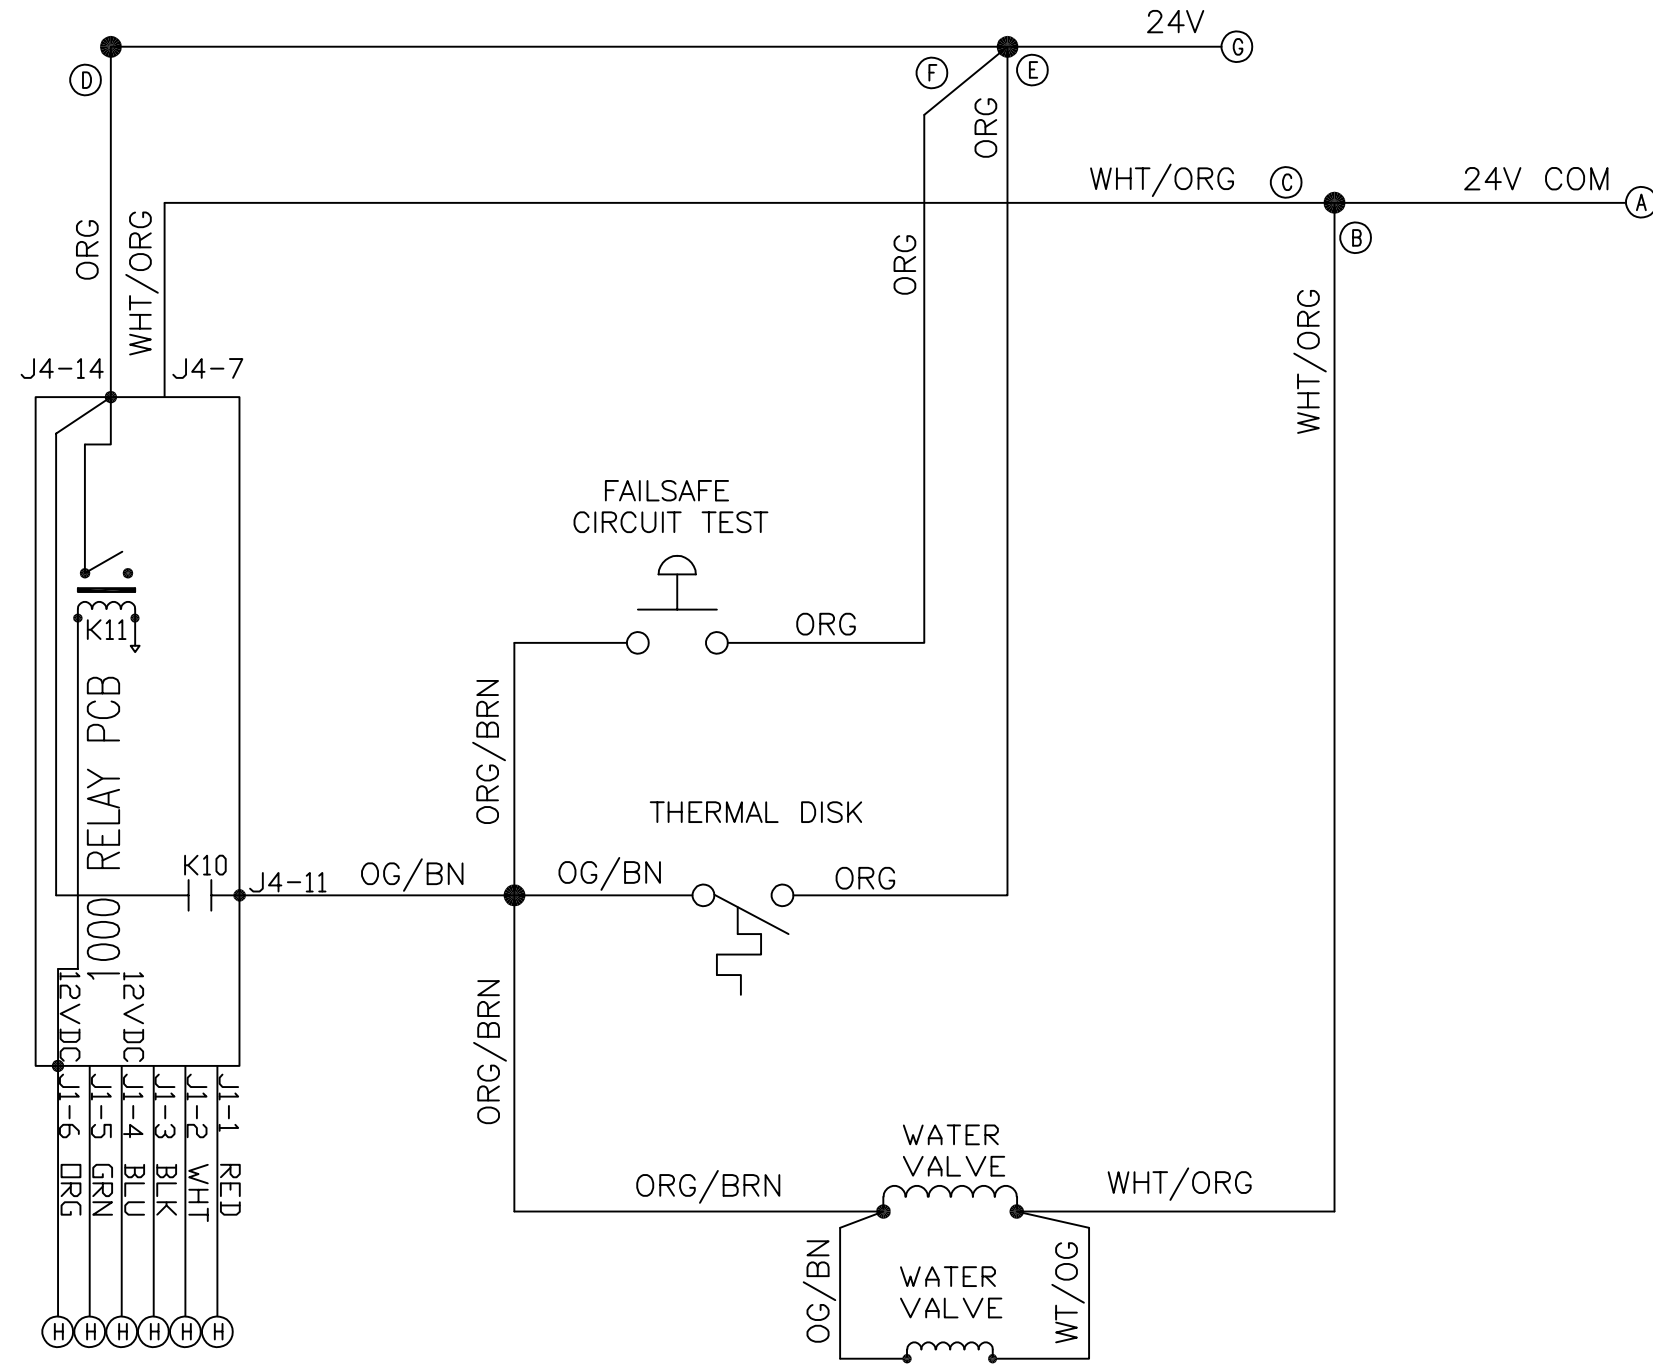 24V
G
D
F
E
ORG
WHT/ORG
C
24V COM
A
B
ORG
WHT/ORG
ORG
WHT/ORG
J4-14
J4-7
FAILSAFE
CIRCUIT TEST
ORG
K11
ORG/BRN
1000 RELAY PCB
THERMAL DISK
K10
J4-11
OG/BN
OG/BN
ORG
12VDC
12VDC
ORG/BRN
J1-6 ORG
J1-5 GRN
J1-4 BLU
J1-3 BLK
J1-2 WHT
J1-1 RED
WATER
VALVE
ORG/BRN
WHT/ORG
OG/BN
WATER
VALVE
WT/OG
H
H
H
H
H
H